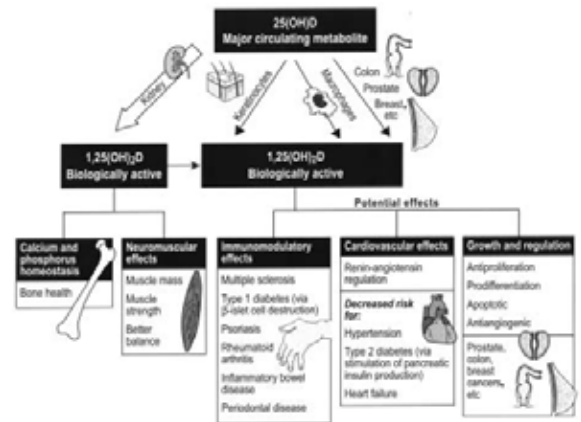 25(OH)D
Major circulating metabolite
Kidney
Keratinocytes
Macrophages
Colon
Prostate
Breast,
etc
1,25(OH)₂D
Biologically active
1,25(OH)₂D
Biologically active
Potential effects
Calcium and
phosphorus
homeostasis
Bone health
Neuromuscular
effects
Muscle mass
Muscle
strength
Better
balance
Immunomodulatory
effects
Multiple sclerosis
Type 1 diabetes (via
β-islet cell destruction)
Psoriasis
Rheumatoid
arthritis
Inflammatory bowel
disease
Periodontal disease
Cardiovascular effects
Renin-angiotensin
regulation
Decreased risk
for:
Hypertension
Type 2 diabetes (via
stimulation of pancreatic
insulin production)
Heart failure
Growth and regulation
Antiproliferation
Prodifferentiation
Apoptotic
Antiangiogenic
Prostate,
colon,
breast
cancers,
etc